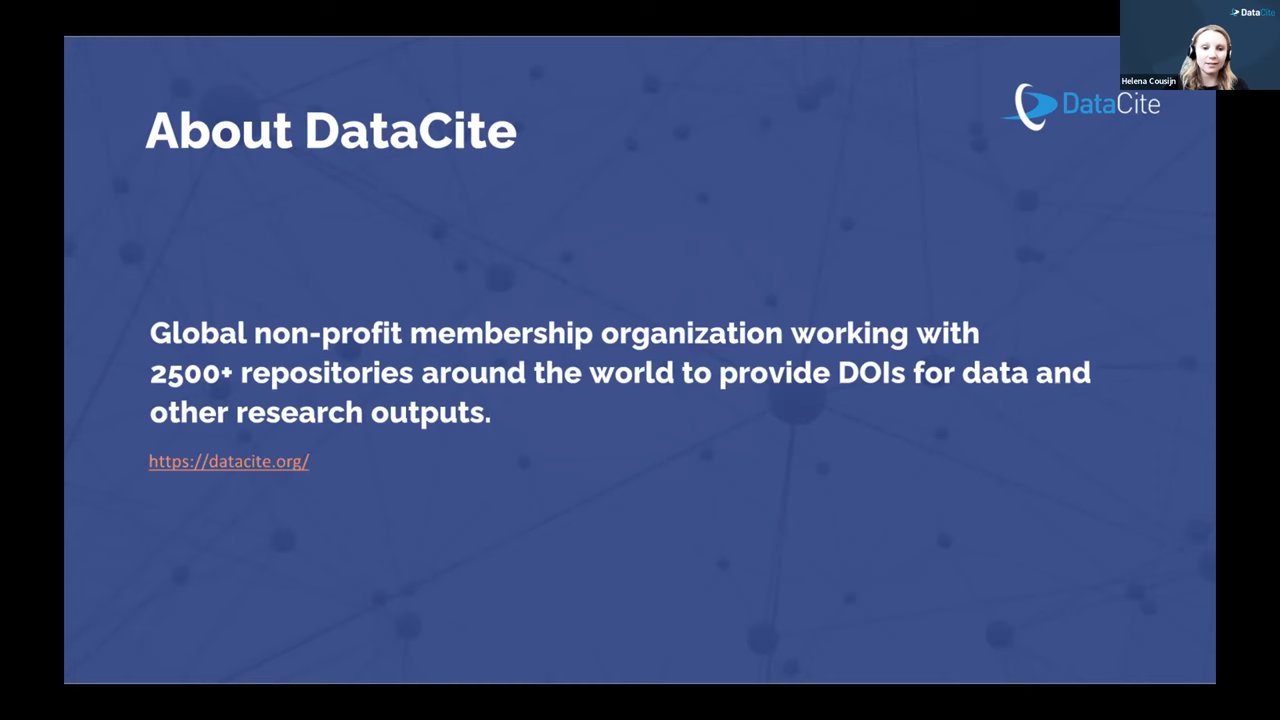 DataCite
Helena Cousijn
About DataCite
DataCite
Global non-profit membership organization working with
2500+ repositories around the world to provide DOIs for data and
other research outputs.
https://datacite.org/